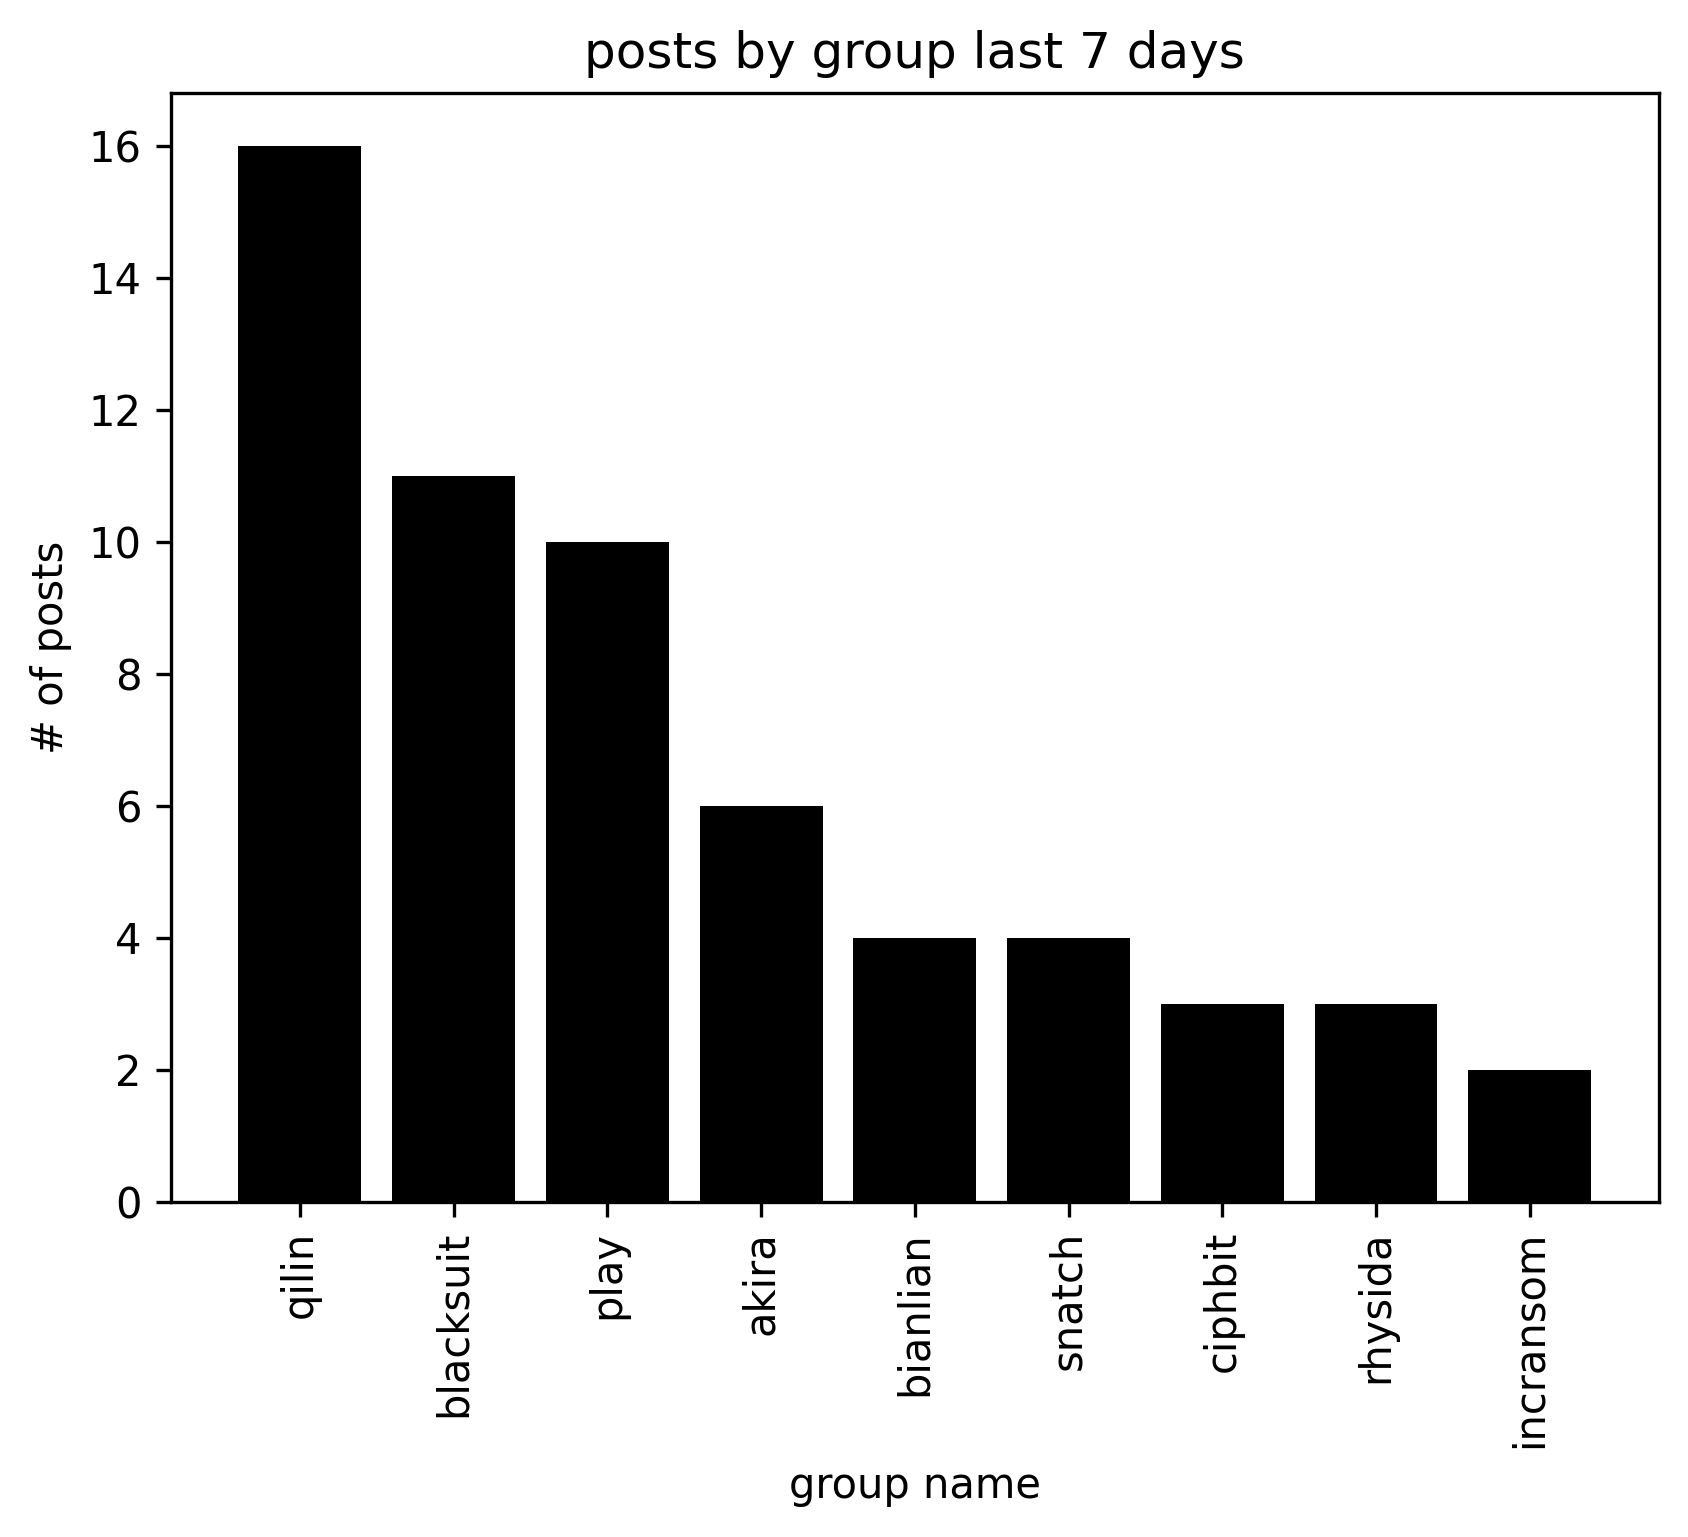 posts by group last 7 days
16
14
12
10
8
6
4
2
0
# of posts
qilin
blacksuit
play
akira
bianlian
snatch
ciphbit
rhysida
incransom
group name